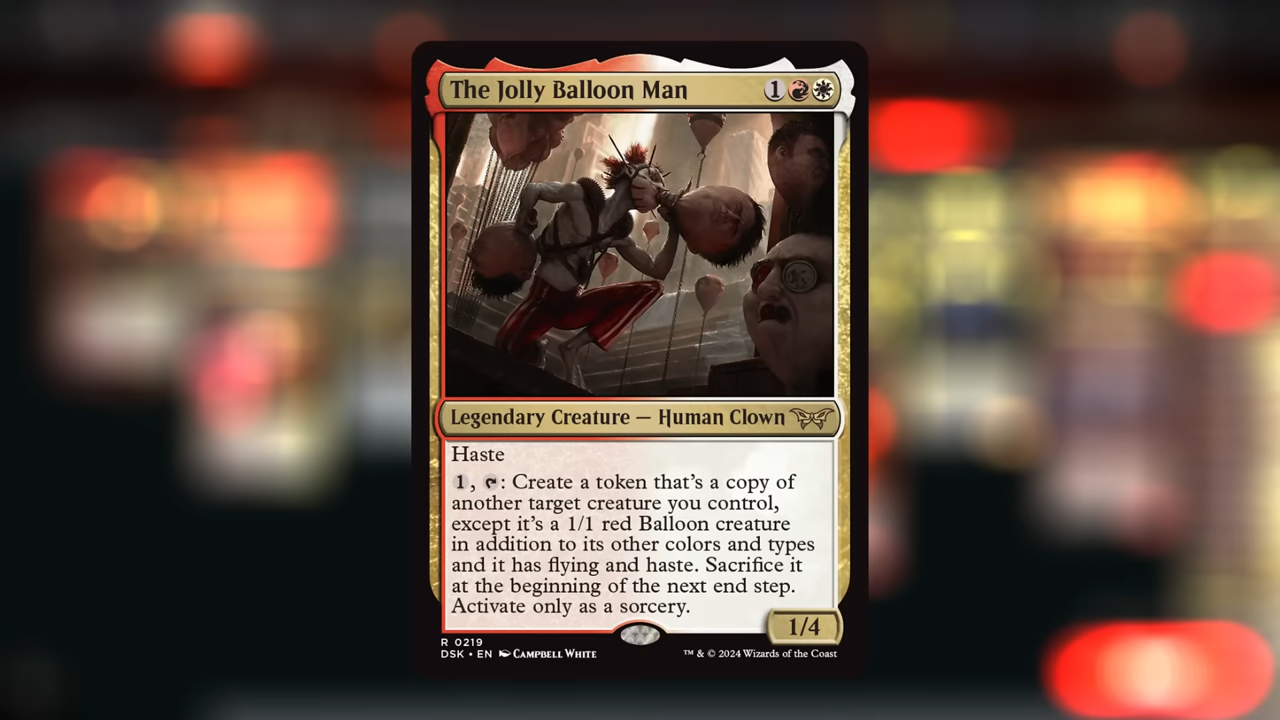 The Jolly Balloon Man 1
Legendary Creature — Human Clown
Haste
1, : Create a token that's a copy of
another target creature you control,
except it's a 1/1 red Balloon creature
in addition to its other colors and types
and it has flying and haste. Sacrifice it
at the beginning of the next end step.
Activate only as a sorcery.
1/4
R 0219
DSK • EN CAMPBELL WHITE
™ & © 2024 Wizards of the Coast